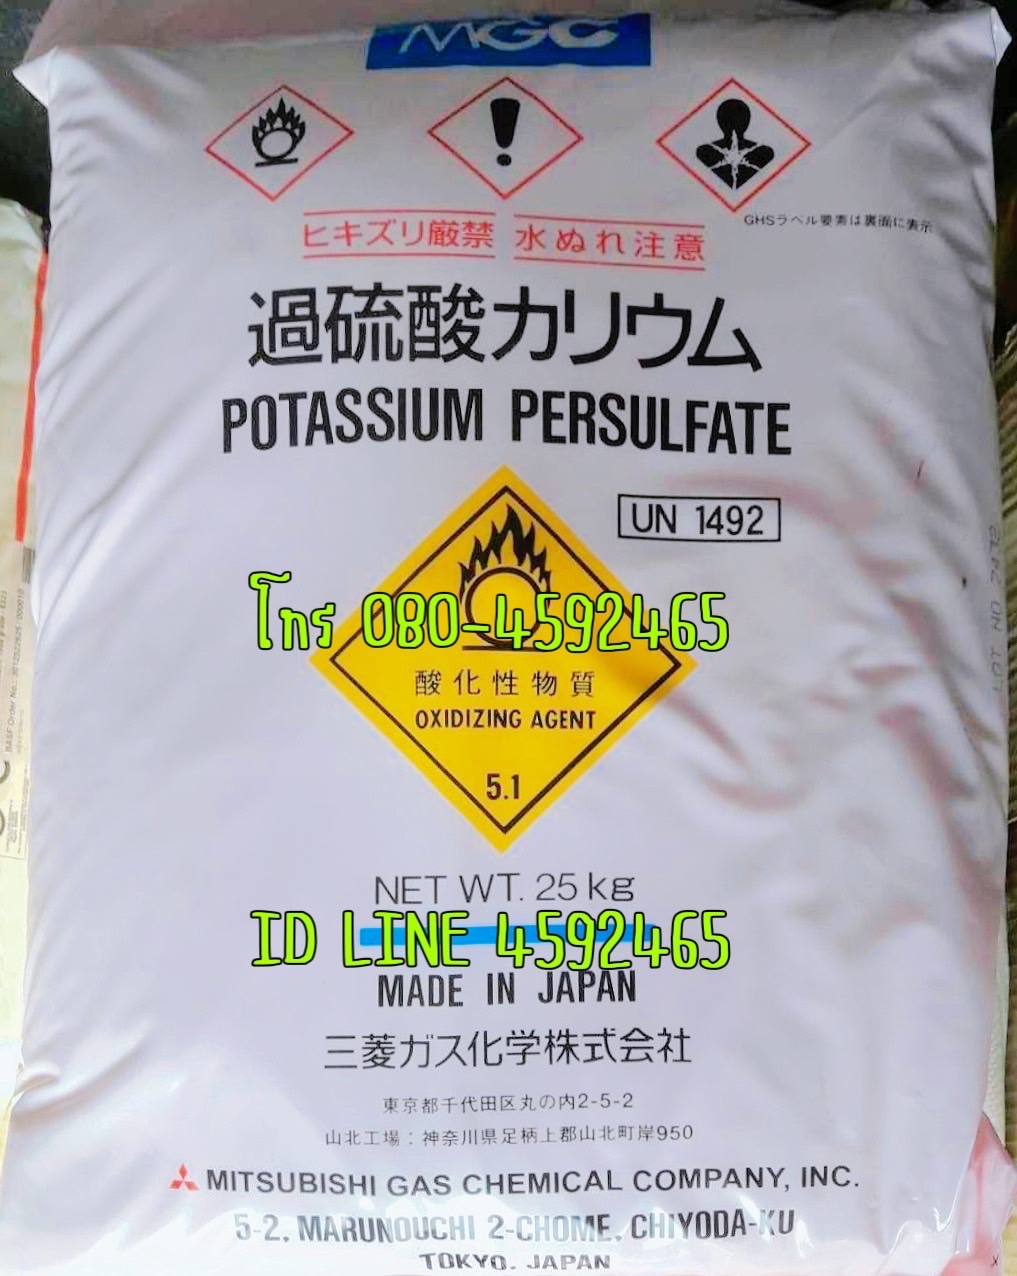 MGC
GHSラベル要素は裏面に表示
ヒキズリ厳禁 水ぬれ注意
過硫酸カリウム
POTASSIUM PERSULFATE
UN 1492
โทร 080-4592465
酸化性物質
OXIDIZING AGENT
5.1
NET WT. 25kg
ID LINE 4592465
MADE IN JAPAN
三菱ガス化学株式会社
東京都千代田区丸の内2-5-2
山北工場：神奈川県足柄上郡山北町岸950
MITSUBISHI GAS CHEMICAL COMPANY, INC.
5-2, MARUNOUCHI 2-CHOME, CHIYODA-KU
TOKYO, JAPAN